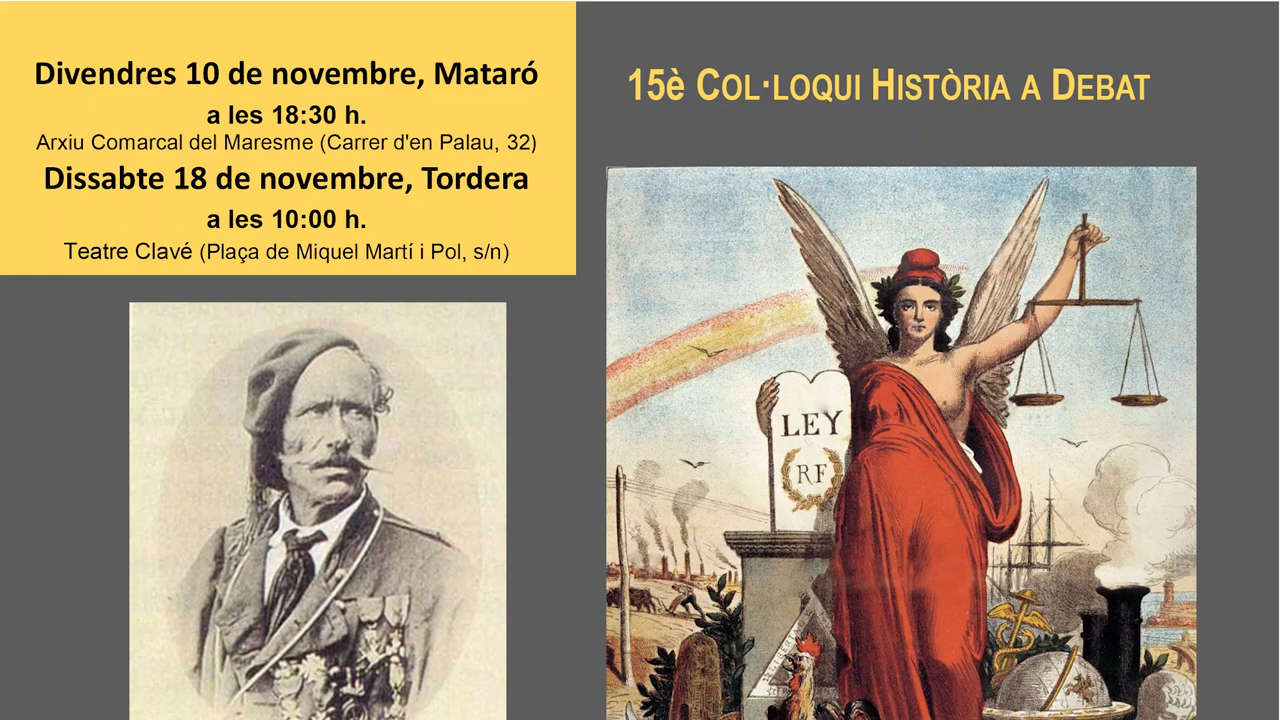 Divendres 10 de novembre, Mataró
a les 18:30 h.
Arxiu Comarcal del Maresme (Carrer d'en Palau, 32)
Dissabte 18 de novembre, Tordera
a les 10:00 h.
Teatre Clavé (Plaça de Miquel Martí i Pol, s/n)
15è COL·LOQUI HISTÒRIA A DEBAT
LEY
RF